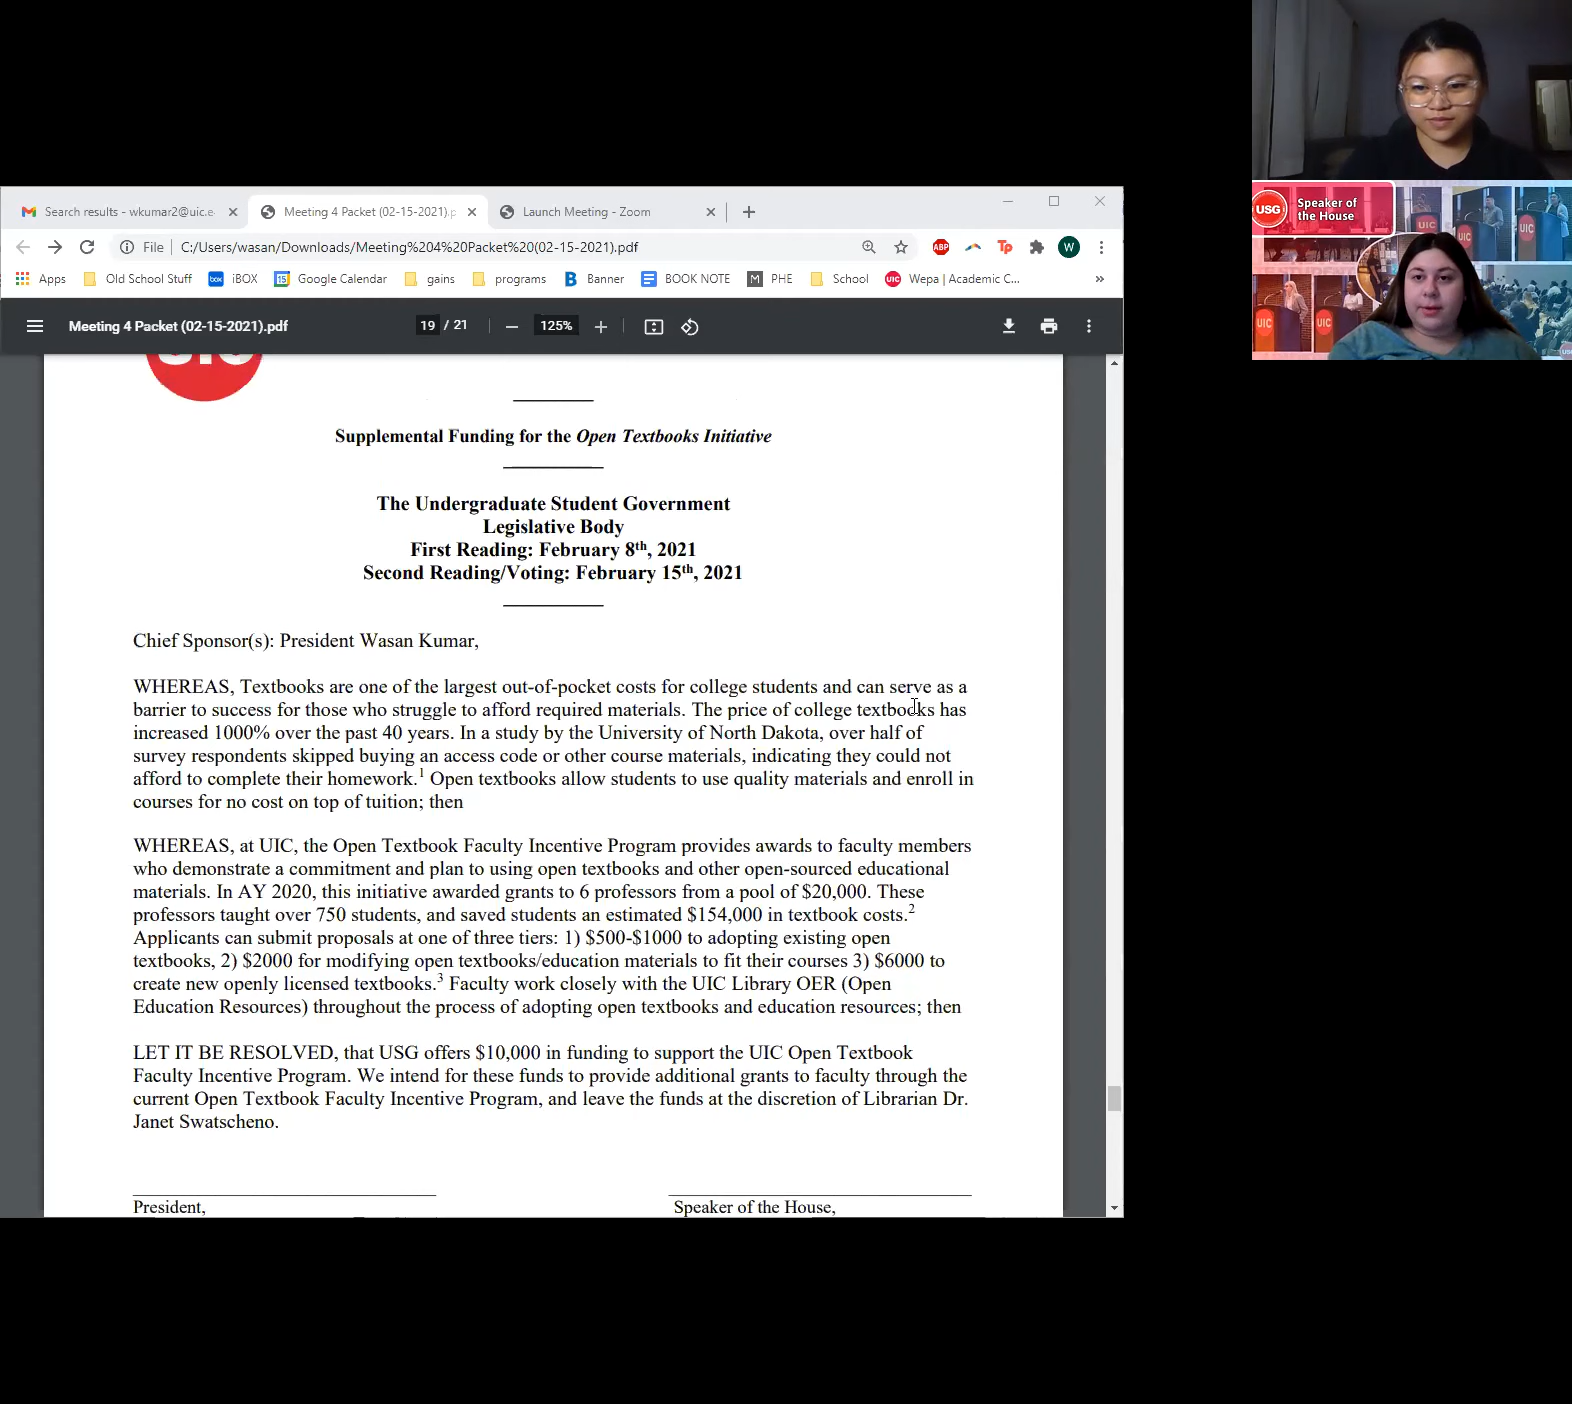 Search results - wkumar2@uic.e
Meeting 4 Packet (02-15-2021).p
Launch Meeting - Zoom
File
C:/Users/wasan/Downloads/Meeting%204%20Packet%20(02-15-2021).pdf
ABP
Tp
W
Apps
Old School Stuff
box
iBOX
15
Google Calendar
gains
programs
B
Banner
BOOK NOTE
M
PHE
School
UIC
Wepa | Academic C...
»
Meeting 4 Packet (02-15-2021).pdf
19 / 21
125%
UIC
Supplemental Funding for the Open Textbooks Initiative
The Undergraduate Student Government
Legislative Body
First Reading: February 8th, 2021
Second Reading/Voting: February 15th, 2021
Chief Sponsor(s): President Wasan Kumar,
WHEREAS, Textbooks are one of the largest out-of-pocket costs for college students and can serve as a
barrier to success for those who struggle to afford required materials. The price of college textbooks has
increased 1000% over the past 40 years. In a study by the University of North Dakota, over half of
survey respondents skipped buying an access code or other course materials, indicating they could not
afford to complete their homework.1 Open textbooks allow students to use quality materials and enroll in
courses for no cost on top of tuition; then
WHEREAS, at UIC, the Open Textbook Faculty Incentive Program provides awards to faculty members
who demonstrate a commitment and plan to using open textbooks and other open-sourced educational
materials. In AY 2020, this initiative awarded grants to 6 professors from a pool of $20,000. These
professors taught over 750 students, and saved students an estimated $154,000 in textbook costs.2
Applicants can submit proposals at one of three tiers: 1) $500-$1000 to adopting existing open
textbooks, 2) $2000 for modifying open textbooks/education materials to fit their courses 3) $6000 to
create new openly licensed textbooks.3 Faculty work closely with the UIC Library OER (Open
Education Resources) throughout the process of adopting open textbooks and education resources; then
LET IT BE RESOLVED, that USG offers $10,000 in funding to support the UIC Open Textbook
Faculty Incentive Program. We intend for these funds to provide additional grants to faculty through the
current Open Textbook Faculty Incentive Program, and leave the funds at the discretion of Librarian Dr.
Janet Swatscheno.
President,
Speaker of the House,
USG
Speaker of
the House
UIC
UIC
UIC
UIC
UIC